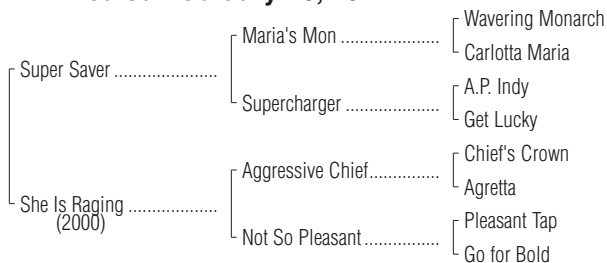 Super Saver ....................
She Is Raging .................
(2000)
Maria's Mon ...................
Supercharger ..................
Aggressive Chief..............
Not So Pleasant...............
Wavering Monarch
Carlotta Maria
A.P. Indy
Get Lucky
Chief's Crown
Agretta
Pleasant Tap
Go for Bold